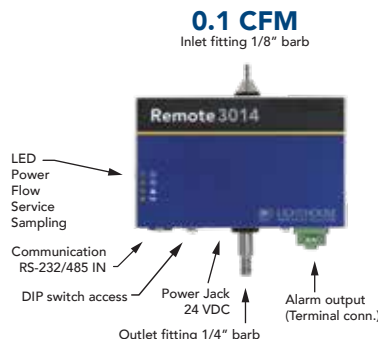 0.1 CFM
Inlet fitting 1/8" barb
Remote 3014
LIGHTHOUSE
LED
Power
Flow
Service
Sampling
Communication
RS-232/485 IN
DIP switch access
Power Jack
24 VDC
Alarm output
(Terminal conn.)
Outlet fitting 1/4" barb